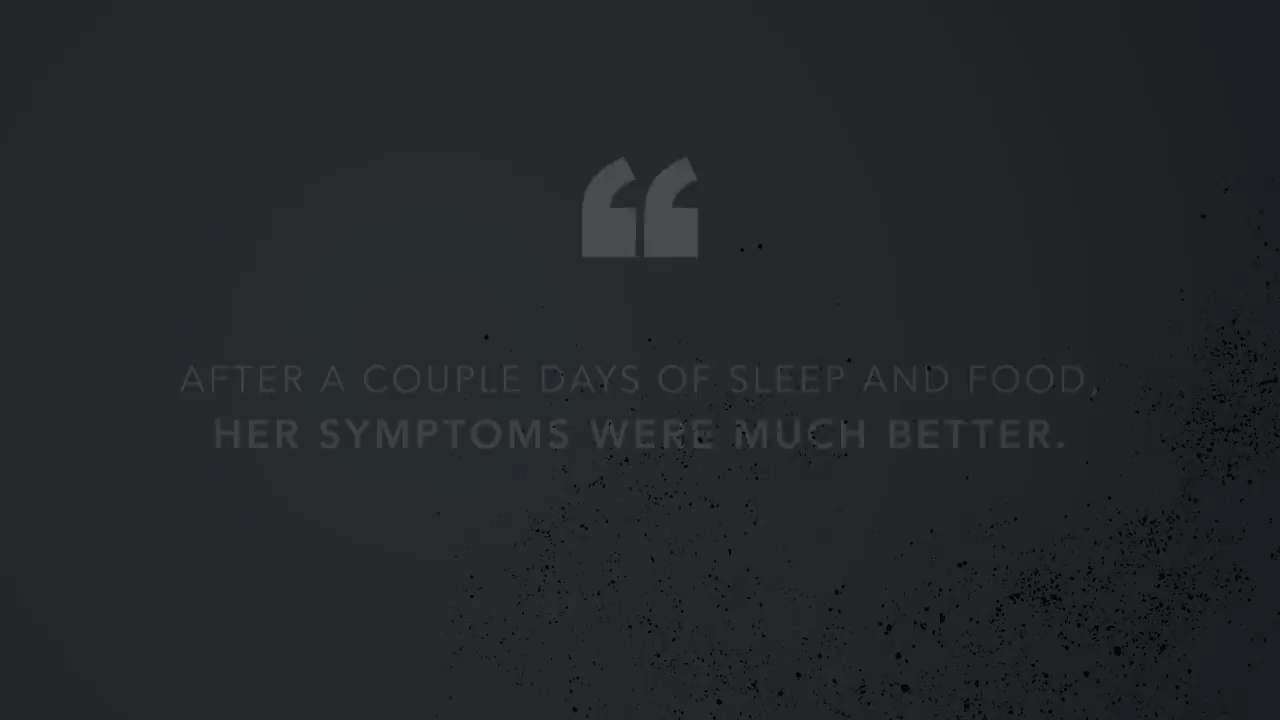 “
AFTER A COUPLE DAYS OF SLEEP AND FOOD,
HER SYMPTOMS WERE MUCH BETTER.